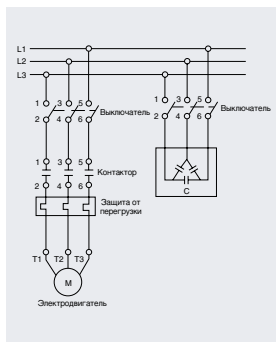 L1
L2
L3
1 3 5
Выключатель
2 4 6
1 3 5
Выключатель
2 4 6
1 3 5
Контактор
2 4 6
C
Защита от
перегрузки
T1 T2 T3
M
Электродвигатель